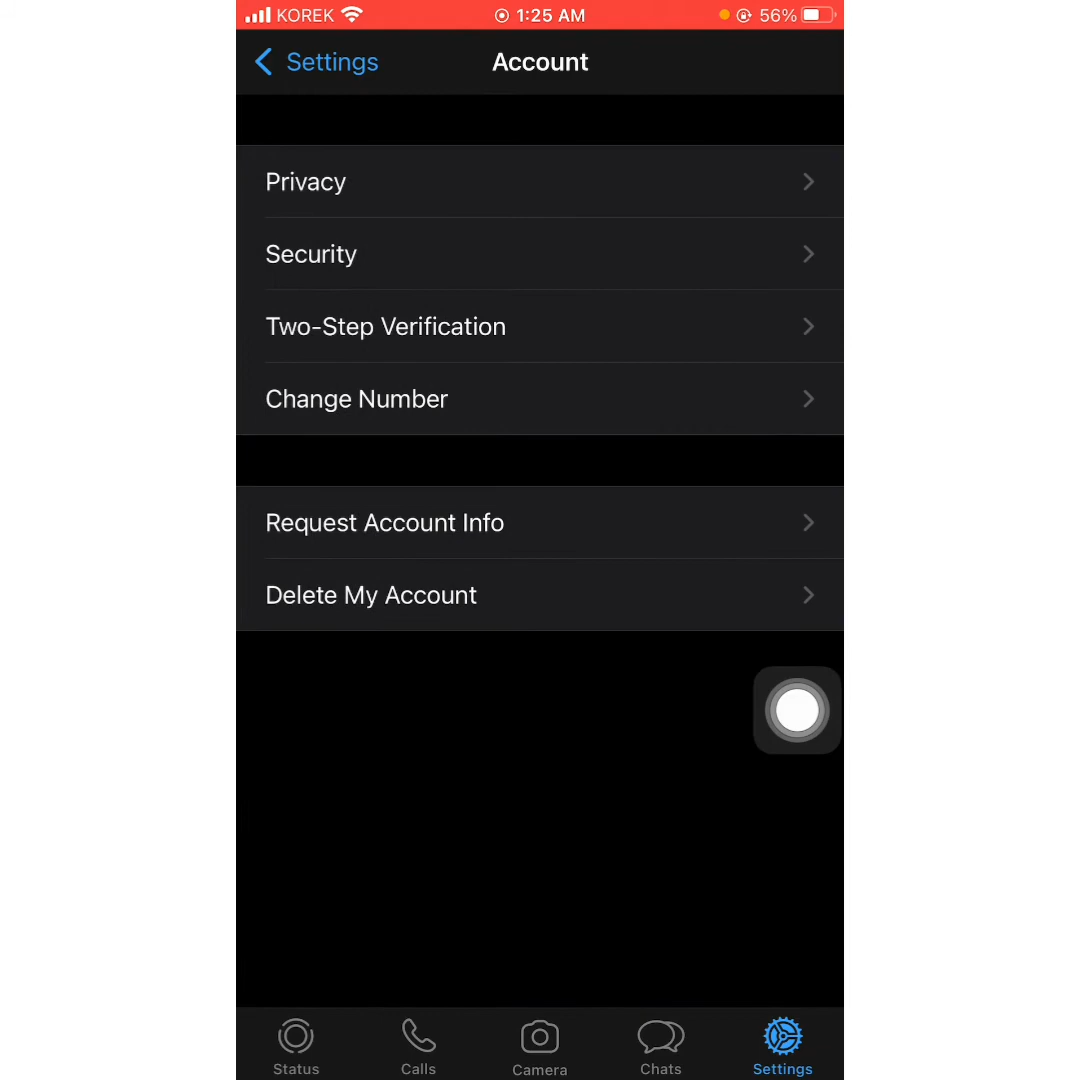 KOREK 1:25 AM 56%
Settings Account
Privacy
Security
Two-Step Verification
Change Number
Request Account Info
Delete My Account
Status Calls Camera Chats Settings